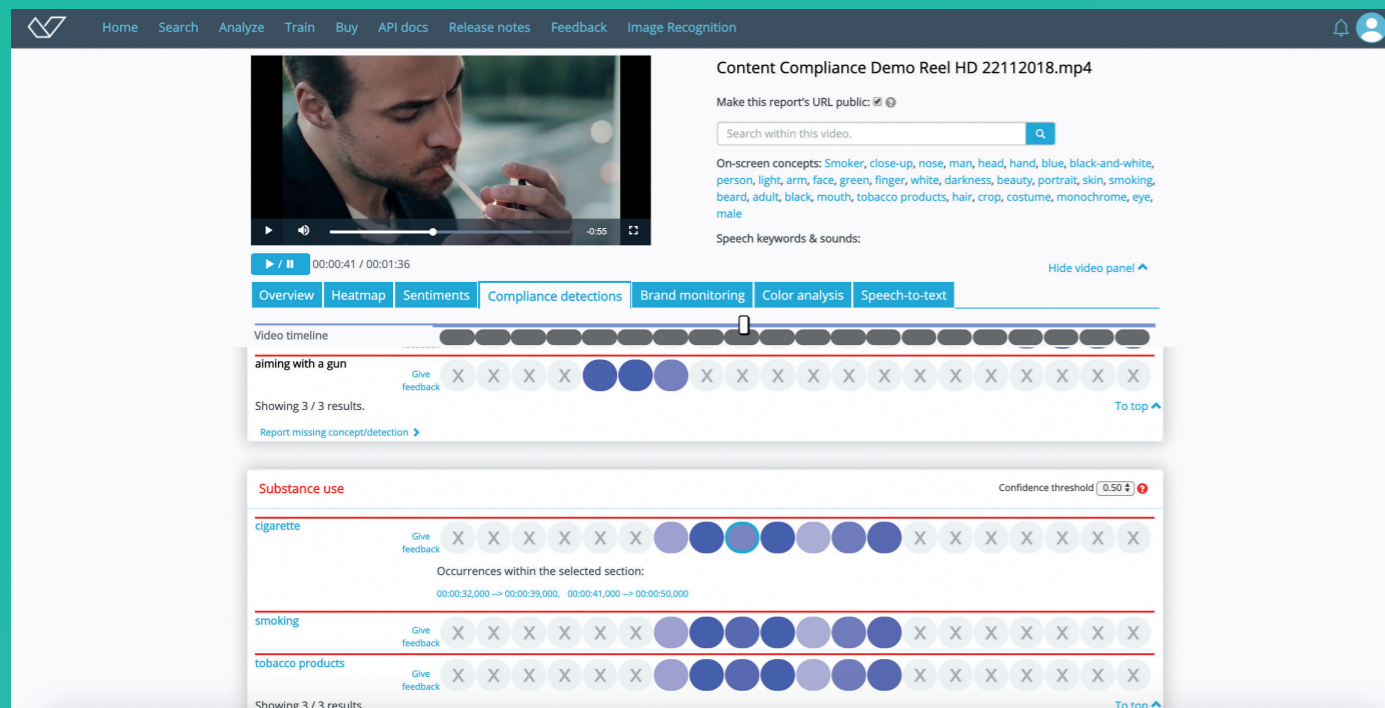 Home Search Analyze Train Buy API docs Release notes Feedback Image Recognition
Content Compliance Demo Reel HD 22112018.mp4
Make this report's URL public:
Search within this video.
On-screen concepts: Smoker, close-up, nose, man, head, hand, blue, black-and-white,
person, light, arm, face, green, finger, white, darkness, beauty, portrait, skin, smoking,
beard, adult, black, mouth, tobacco products, hair, crop, costume, monochrome, eye,
male
-0:55
Speech keywords & sounds:
00:00:41 / 00:01:36
Hide video panel
Overview Heatmap Sentiments Compliance detections Brand monitoring Color analysis Speech-to-text
Video timeline
aiming with a gun
Give
feedback
X X X X X X X X X X X X X X X X X
Showing 3 / 3 results.
To top
Report missing concept/detection
Substance use
Confidence threshold 0.50
cigarette
Give
feedback
X X X X X X X X X X X X X
Occurrences within the selected section:
00:00:32,000 --> 00:00:39,000, 00:00:41,000 --> 00:00:50,000
smoking
Give
feedback
X X X X X X X X X X X X X
tobacco products
Give
feedback
X X X X X X X X X X X X X
Showing 3 / 3 results.
To top